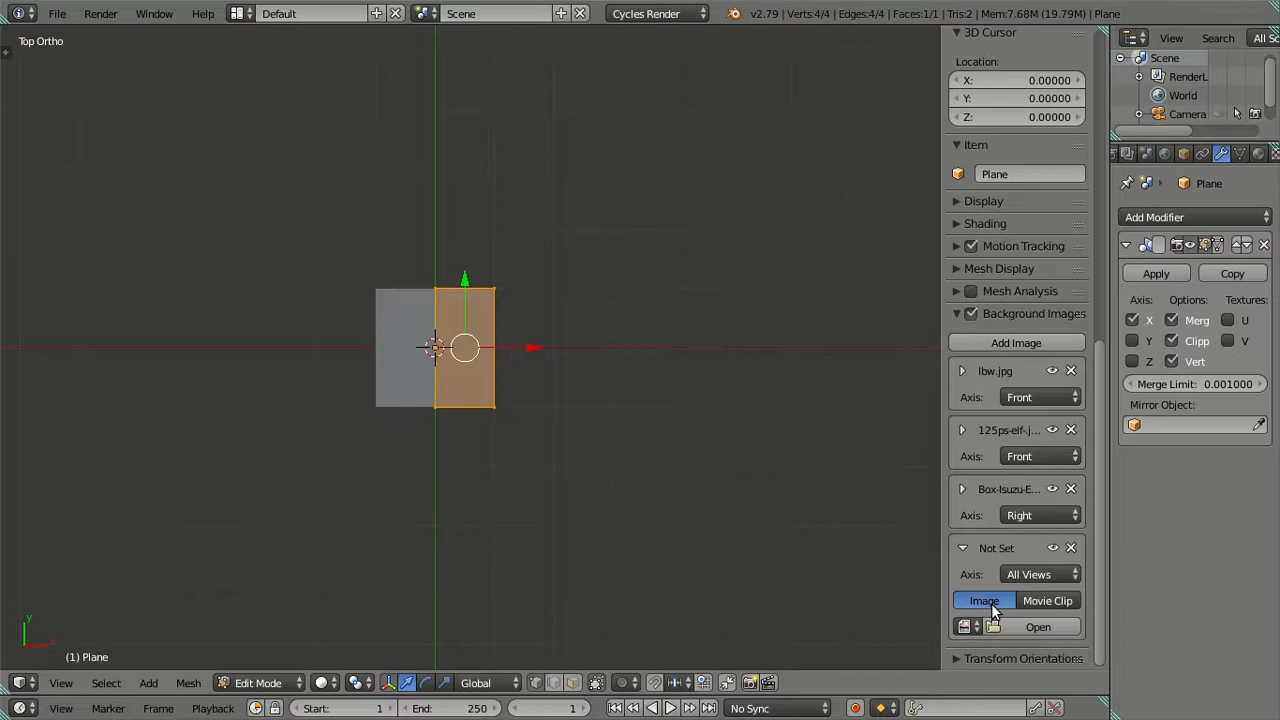 File Render Window Help Default Scene Cycles Render v2.79 | Verts:4/4 | Edges:4/4 | Faces:1/1 | Tris:2 | Mem:7.68M (19.79M) | Plane
Top Ortho
3D Cursor
Location:
X: 0.00000
Y: 0.00000
Z: 0.00000
Item
Plane
Display
Shading
Motion Tracking
Mesh Display
Mesh Analysis
Background Images
Add Image
lbw.jpg
Axis: Front
125ps-elf-.j...
Axis: Front
Box-Isuzu-E...
Axis: Right
Not Set
Axis: All Views
Image Movie Clip
Open
Transform Orientations
View Search All Sc
Scene
RenderL
World
Camera
Plane
Add Modifier
Apply Copy
Axis: Options: Textures:
X Merg U
Y Clipp V
Z Vert
Merge Limit: 0.001000
Mirror Object:
y
x
(1) Plane
View Select Add Mesh Edit Mode Global
View Marker Frame Playback Start: 1 End: 250 1 No Sync